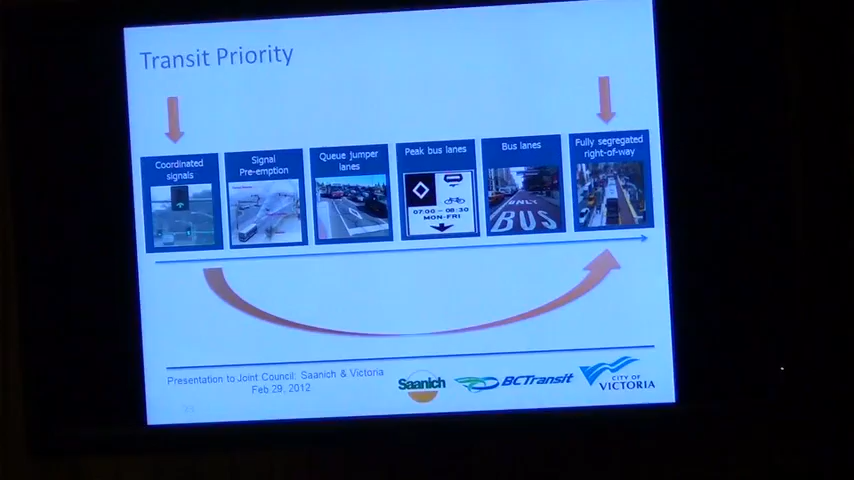 Transit Priority
Coordinated
signals
Signal
Pre-emption
Queue jumper
lanes
Peak bus lanes
Bus lanes
Fully segregated
right-of-way
07:00 - 08:30
MON-FRI
ONLY
BUS
Presentation to Joint Council: Saanich & Victoria
Feb 29, 2012
Saanich
BCTransit
CITY OF
VICTORIA